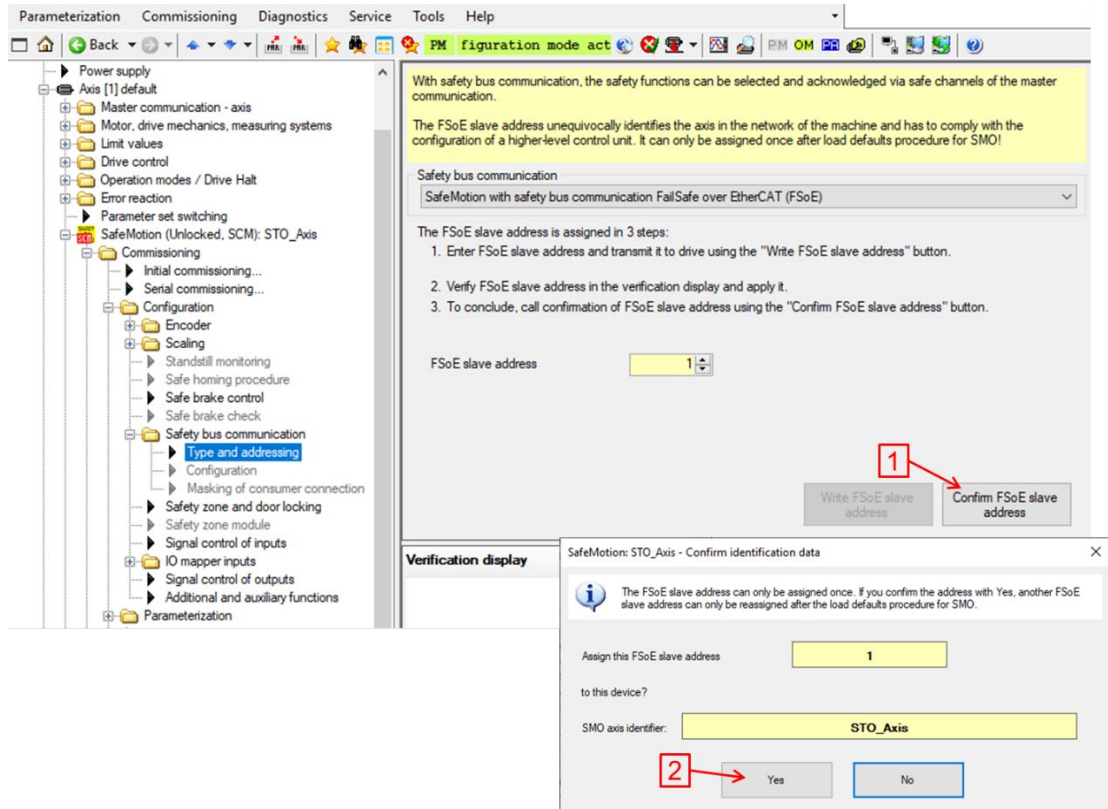 Parameterization Commissioning Diagnostics Service Tools Help
Back PM figuration mode act PM OM PA
Power supply
Axis [1] default
Master communication - axis
Motor, drive mechanics, measuring systems
Limit values
Drive control
Operation modes / Drive Halt
Error reaction
Parameter set switching
SafeMotion (Unlocked, SCM): STO_Axis
Commissioning
Initial commissioning...
Serial commissioning...
Configuration
Encoder
Scaling
Standstill monitoring
Safe homing procedure
Safe brake control
Safe brake check
Safety bus communication
Type and addressing
Configuration
Masking of consumer connection
Safety zone and door locking
Safety zone module
Signal control of inputs
IO mapper inputs
Signal control of outputs
Additional and auxiliary functions
Parameterization
With safety bus communication, the safety functions can be selected and acknowledged via safe channels of the master
communication.
The FSoE slave address unequivocally identifies the axis in the network of the machine and has to comply with the
configuration of a higher-level control unit. It can only be assigned once after load defaults procedure for SMO!
Safety bus communication
SafeMotion with safety bus communication FailSafe over EtherCAT (FSoE)
The FSoE slave address is assigned in 3 steps:
1. Enter FSoE slave address and transmit it to drive using the "Write FSoE slave address" button.
2. Verify FSoE slave address in the verification display and apply it.
3. To conclude, call confirmation of FSoE slave address using the "Confirm FSoE slave address" button.
FSoE slave address 1
1
Write FSoE slave
address
Confirm FSoE slave
address
Verification display
SafeMotion: STO_Axis - Confirm identification data
The FSoE slave address can only be assigned once. If you confirm the address with Yes, another FSoE
slave address can only be reassigned after the load defaults procedure for SMO.
Assign this FSoE slave address 1
to this device?
SMO axis identifier: STO_Axis
2
Yes No